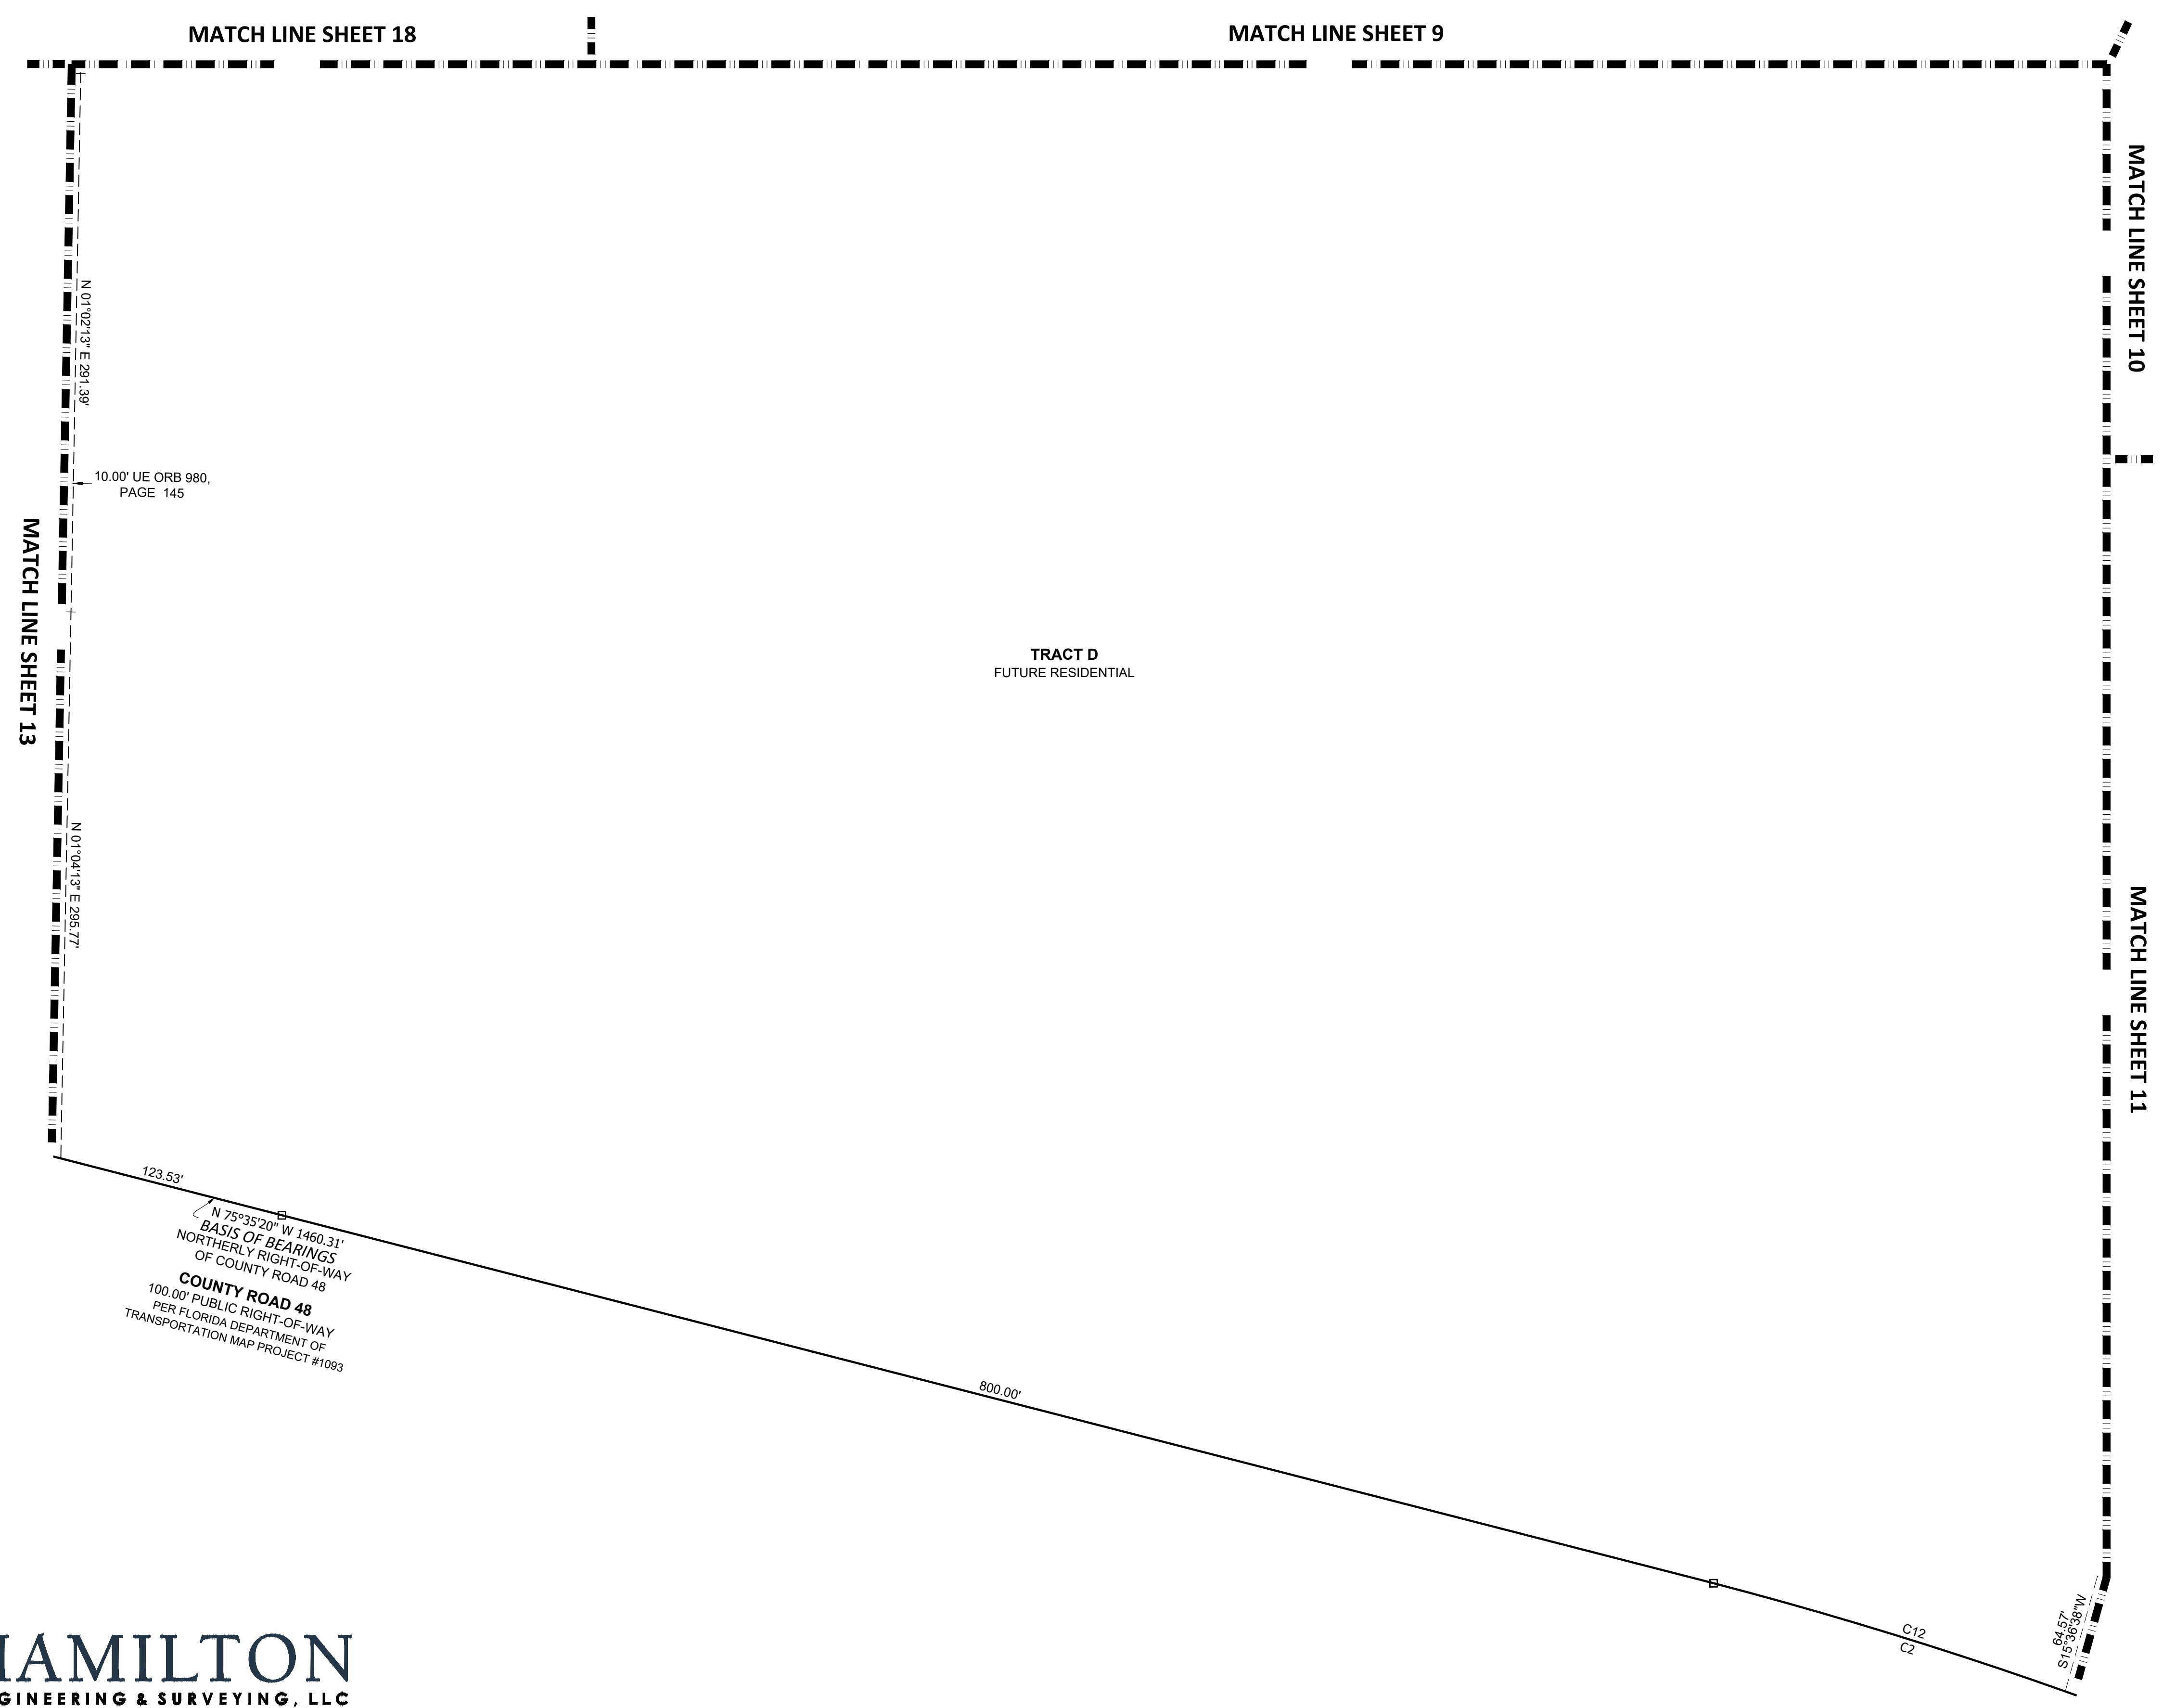 MATCH LINE SHEET 18
MATCH LINE SHEET 9
MATCH LINE SHEET 10
N 01°02'13" E 291.39'
10.00' UE ORB 980,
PAGE 145
MATCH LINE SHEET 13
TRACT D
FUTURE RESIDENTIAL
N 01°04'13" E 295.77'
MATCH LINE SHEET 11
123.53'
N 75°35'20" W 1460.31'
BASIS OF BEARINGS
NORTHERLY RIGHT-OF-WAY
OF COUNTY ROAD 48
COUNTY ROAD 48
100.00' PUBLIC RIGHT-OF-WAY
PER FLORIDA DEPARTMENT OF
TRANSPORTATION MAP PROJECT #1093
800.00'
C12
C2
64.57'
S15°36'38"W
HAMILTON
GINEERING & SURVEYING, LLC